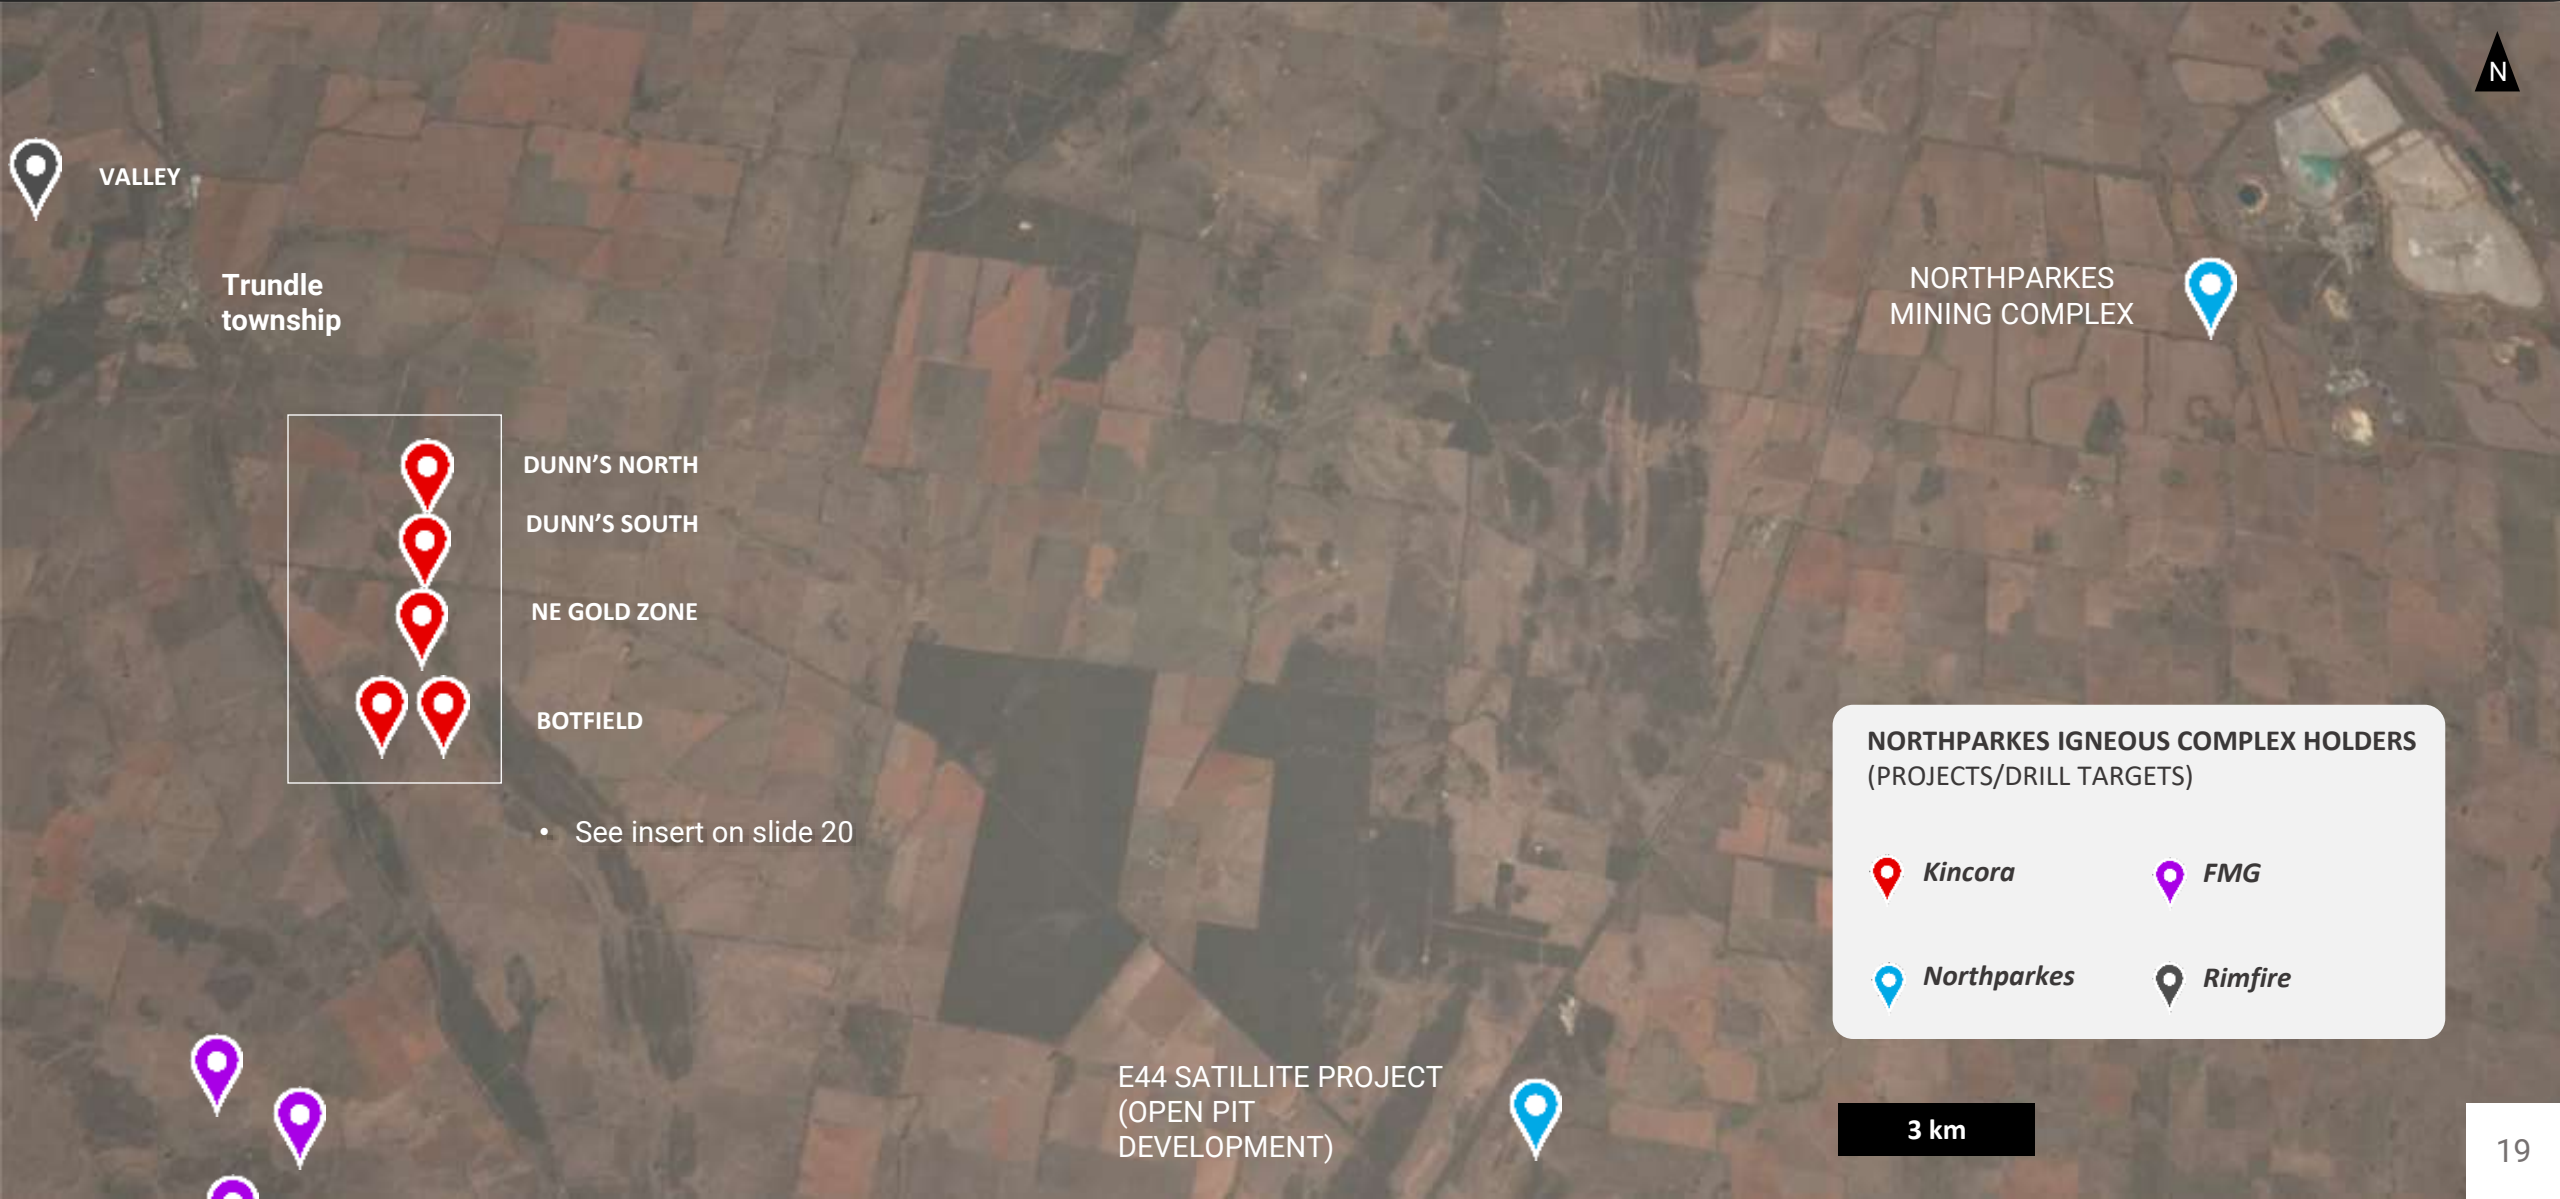 N
VALLEY
Trundle
township
NORTHPARKES
MINING COMPLEX
DUNN'S NORTH
DUNN'S SOUTH
NE GOLD ZONE
BOTFIELD
• See insert on slide 20
NORTHPARKES IGNEOUS COMPLEX HOLDERS
(PROJECTS/DRILL TARGETS)
Kincora
FMG
Northparkes
Rimfire
E44 SATILLITE PROJECT
(OPEN PIT
DEVELOPMENT)
3 km
19